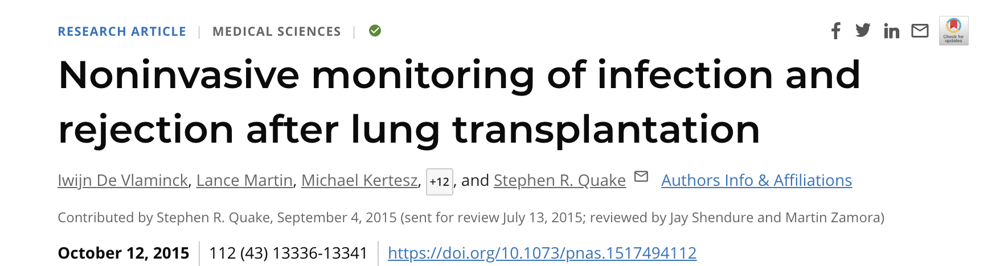 RESEARCH ARTICLE | MEDICAL SCIENCES |
Check for
updates
Noninvasive monitoring of infection and
rejection after lung transplantation
Iwijn De Vlaminck, Lance Martin, Michael Kertesz, +12, and Stephen R. Quake Authors Info & Affiliations
Contributed by Stephen R. Quake, September 4, 2015 (sent for review July 13, 2015; reviewed by Jay Shendure and Martin Zamora)
October 12, 2015 | 112 (43) 13336-13341 | https://doi.org/10.1073/pnas.1517494112